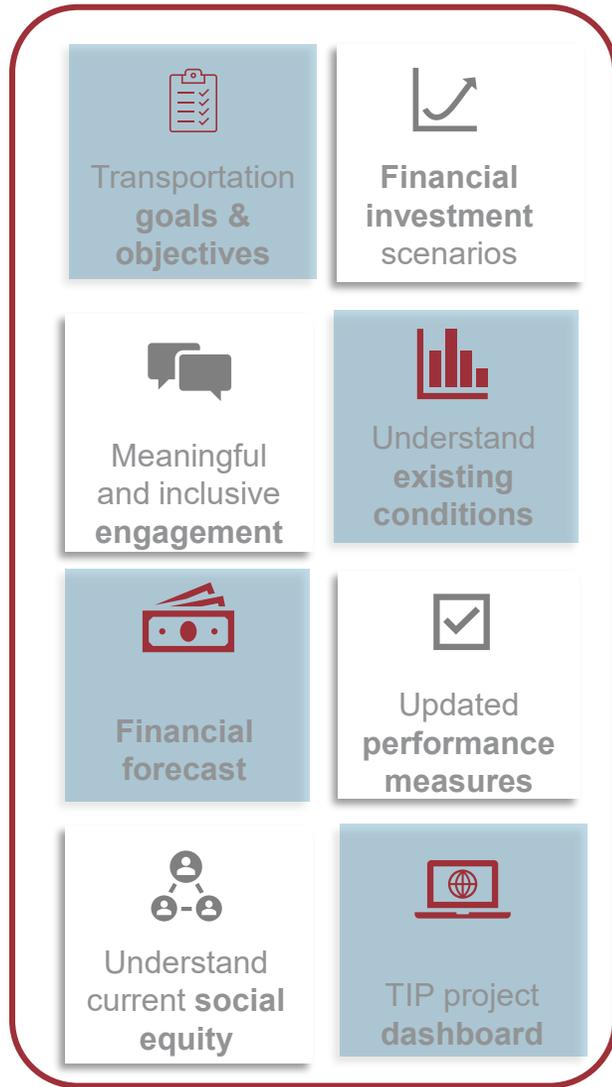 Transportation
goals &
objectives
Financial
investment
scenarios
Meaningful
and inclusive
engagement
Understand
existing
conditions
Financial
forecast
Updated
performance
measures
Understand
current social
equity
TIP project
dashboard